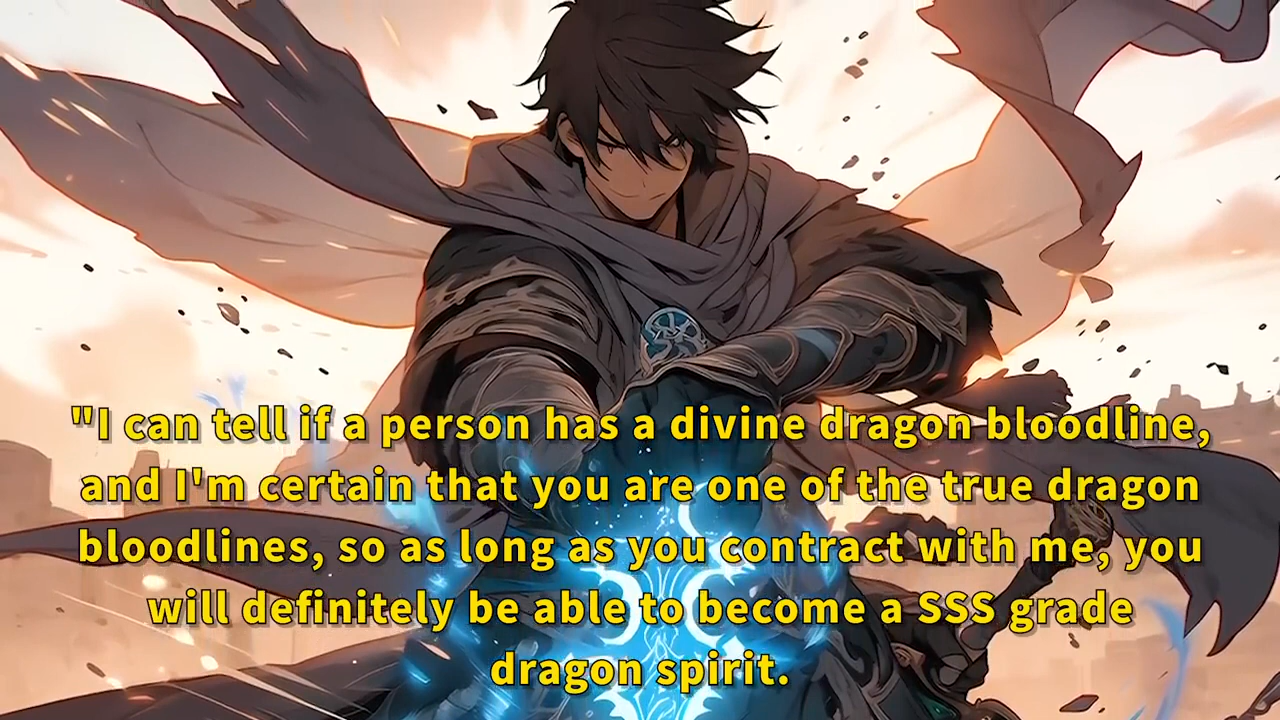 "I can tell if a person has a divine dragon bloodline,
and I'm certain that you are one of the true dragon
bloodlines, so as long as you contract with me, you
will definitely be able to become a SSS grade
dragon spirit.